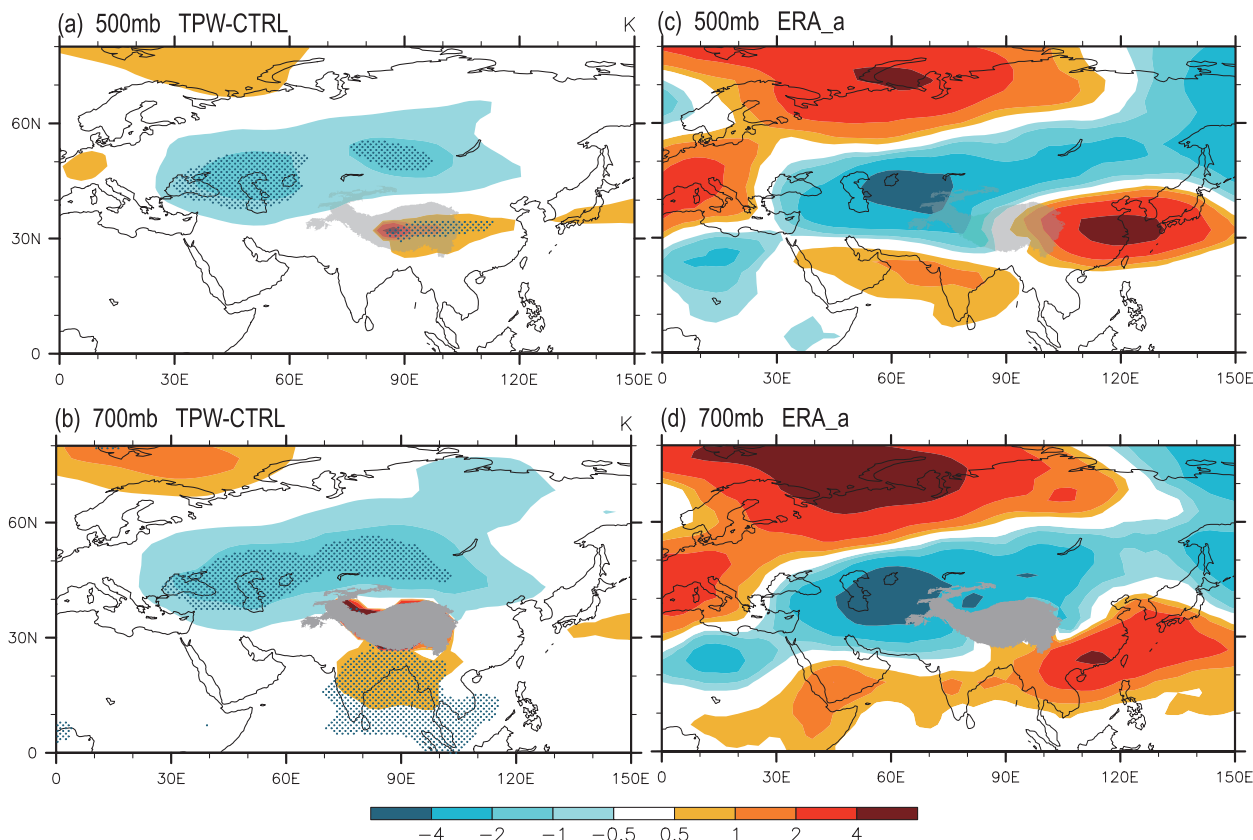 (a) 500mb TPW-CTRL K
60N
30N
0
0 30E 60E 90E 120E 150E
(c) 500mb ERA_a
0 30E 60E 90E 120E 150E
(b) 700mb TPW-CTRL K
60N
30N
0
0 30E 60E 90E 120E 150E
(d) 700mb ERA_a
0 30E 60E 90E 120E 150E
-4 -2 -1 -0.5 0.5 1 2 4